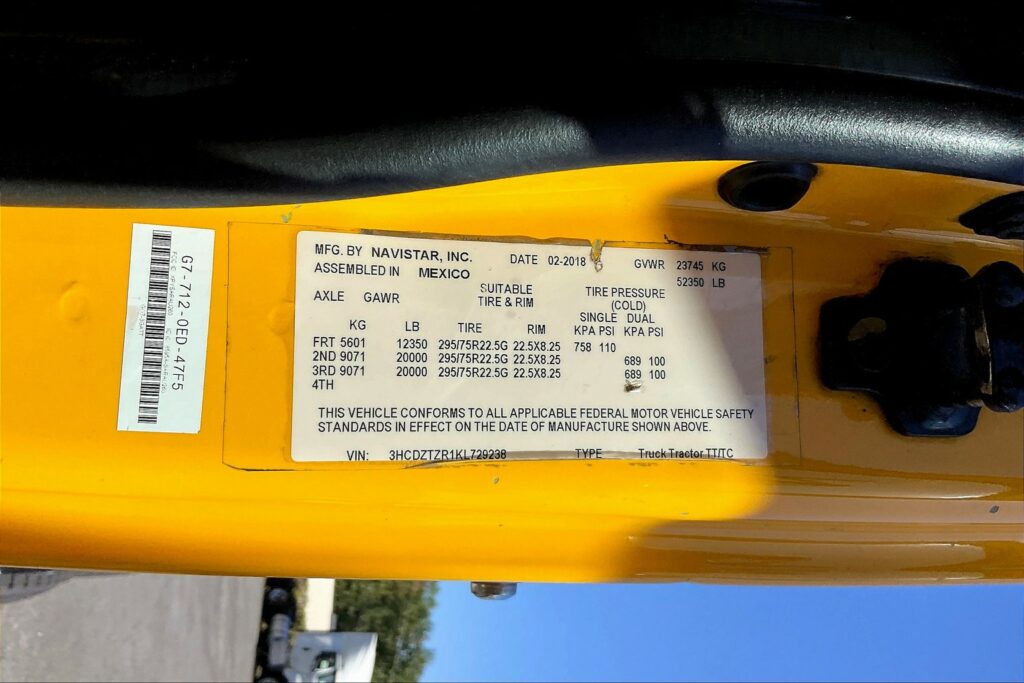 MFG. BY NAVISTAR, INC. DATE 02-2018 GVWR 23745 KG
ASSEMBLED IN MEXICO 52350 LB
AXLE GAWR SUITABLE TIRE PRESSURE
TIRE & RIM (COLD)
SINGLE DUAL
KG LB TIRE RIM KPA PSI KPA PSI
FRT 5601 12350 295/75R22.5G 22.5X8.25 758 110
2ND 9071 20000 295/75R22.5G 22.5X8.25 689 100
3RD 9071 20000 295/75R22.5G 22.5X8.25 689 100
4TH
THIS VEHICLE CONFORMS TO ALL APPLICABLE FEDERAL MOTOR VEHICLE SAFETY
STANDARDS IN EFFECT ON THE DATE OF MANUFACTURE SHOWN ABOVE.
VIN: 3HCDZTZR1KL729238 TYPE Truck Tractor TT/TC
G7-712-0ED-47F5